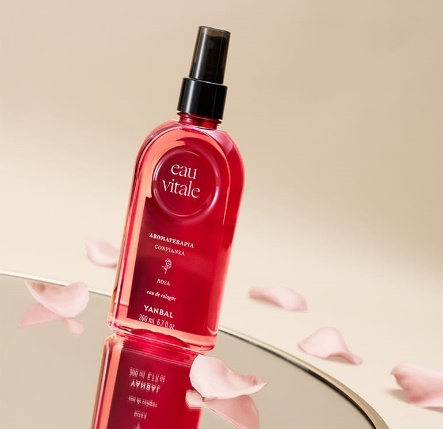 eau
vitale
AROMATERAPIA
CONFIANZA
ROSA
eau de cologne
YANBAL
200 ml. 6.7 fl oz